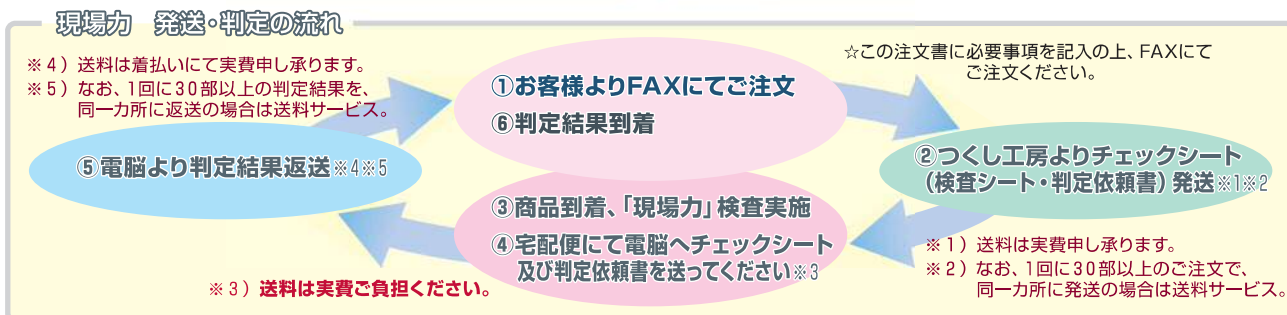 現場力　発送・判定の流れ
※４）送料は着払いにて実費申し承ります。
※５）なお、1回に30部以上の判定結果を、
同一カ所に返送の場合は送料サービス。
①お客様よりFAXにてご注文
⑥判定結果到着
☆この注文書に必要事項を記入の上、FAXにて
ご注文ください。
②つくし工房よりチェックシート
（検査シート・判定依頼書）発送※1※2
※１）送料は実費申し承ります。
※２）なお、1回に30部以上のご注文で、
同一カ所に発送の場合は送料サービス。
③商品到着、「現場力」検査実施
④宅配便にて電脳へチェックシート
及び判定依頼書を送ってください※3
※３）送料は実費ご負担ください。
⑤電脳より判定結果返送※4※5